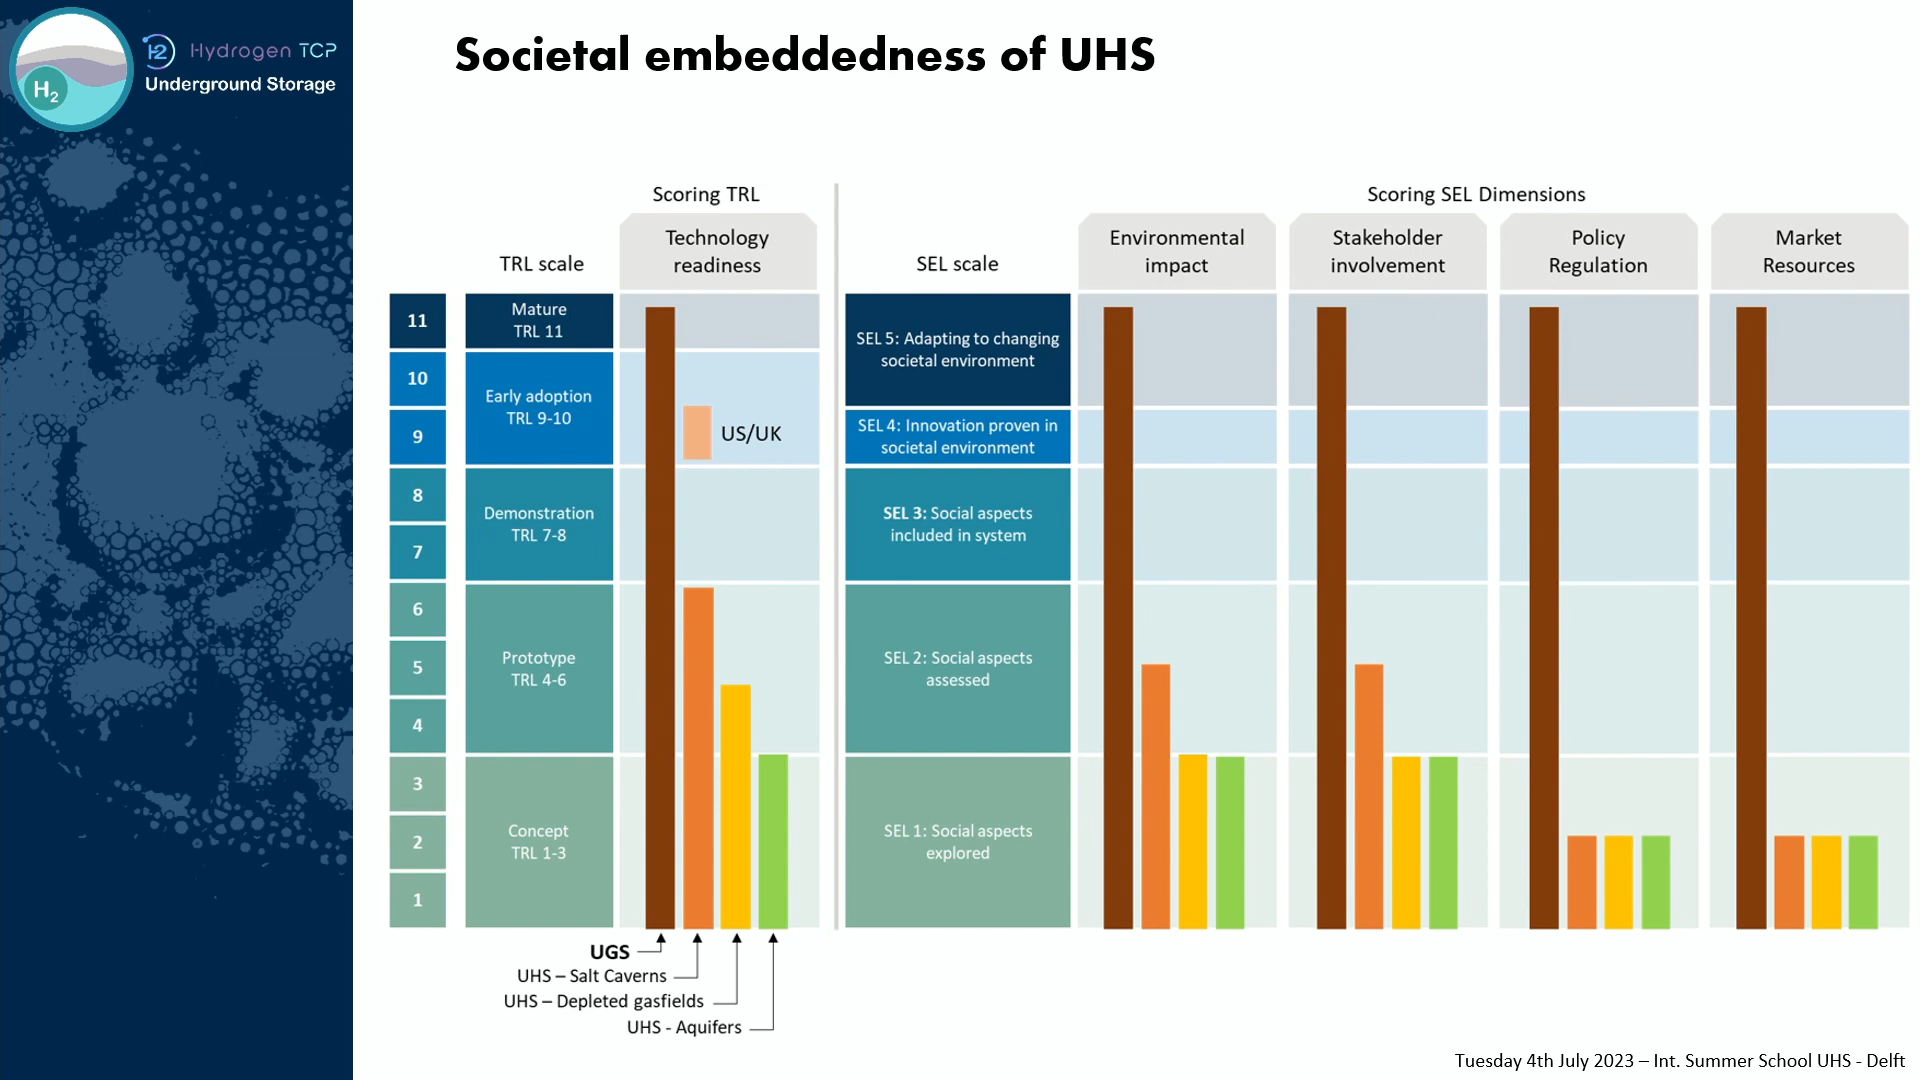 Hydrogen TCP
Underground Storage
H2
H2
Societal embeddedness of UHS
Scoring TRL
Scoring SEL Dimensions
TRL scale
Technology
readiness
SEL scale
Environmental
impact
Stakeholder
involvement
Policy
Regulation
Market
Resources
11
10
9
8
7
6
5
4
3
2
1
Mature
TRL 11
Early adoption
TRL 9-10
Demonstration
TRL 7-8
Prototype
TRL 4-6
Concept
TRL 1-3
US/UK
SEL 5: Adapting to changing
societal environment
SEL 4: Innovation proven in
societal environment
SEL 3: Social aspects
included in system
SEL 2: Social aspects
assessed
SEL 1: Social aspects
explored
UGS
UHS – Salt Caverns
UHS – Depleted gasfields
UHS - Aquifers
Tuesday 4th July 2023 – Int. Summer School UHS - Delft